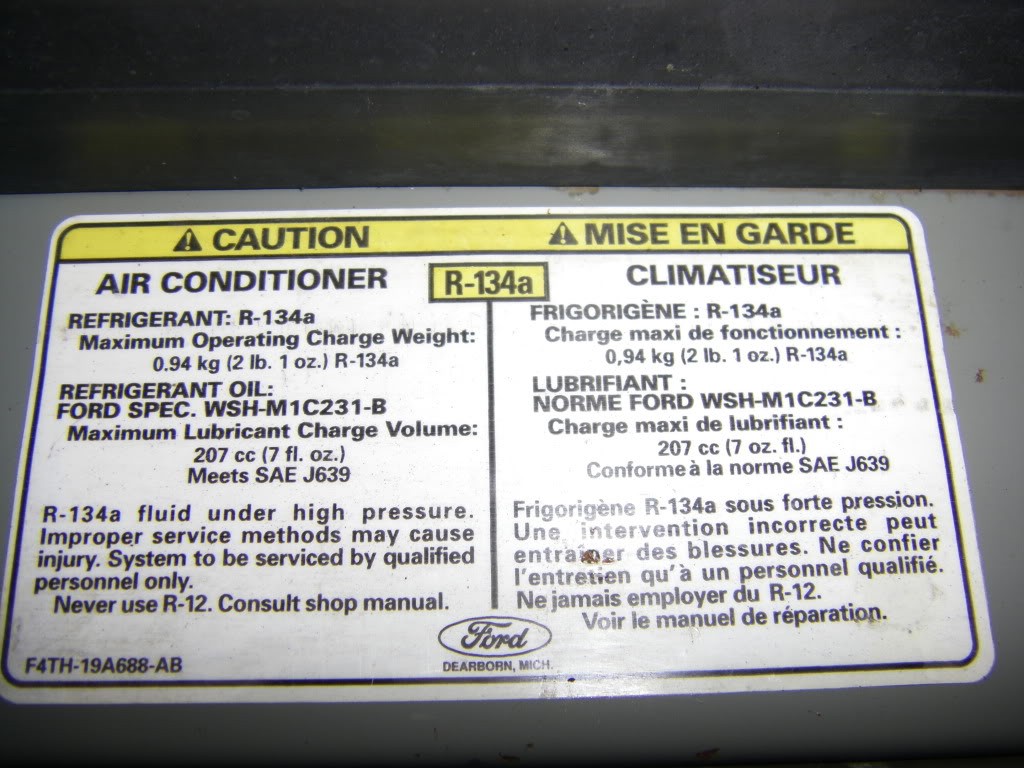 CAUTION
AIR CONDITIONER
R-134a
REFRIGERANT: R-134a
Maximum Operating Charge Weight:
0.94 kg (2 lb. 1 oz.) R-134a
REFRIGERANT OIL:
FORD SPEC. WSH-M1C231-B
Maximum Lubricant Charge Volume:
207 cc (7 fl. oz.)
Meets SAE J639
R-134a fluid under high pressure.
Improper service methods may cause
injury. System to be serviced by qualified
personnel only.
Never use R-12. Consult shop manual.
F4TH-19A688-AB
MISE EN GARDE
CLIMATISEUR
FRIGORIGÈNE : R-134a
Charge maxi de fonctionnement :
0,94 kg (2 lb. 1 oz.) R-134a
LUBRIFIANT :
NORME FORD WSH-M1C231-B
Charge maxi de lubrifiant :
207 cc (7 oz. fl.)
Conforme à la norme SAE J639
Frigorigène R-134a sous forte pression.
Une intervention incorrecte peut
entraîner des blessures. Ne confier
l'entretien qu'à un personnel qualifié.
Ne jamais employer du R-12.
Voir le manuel de réparation.
Ford
DEARBORN, MICH.